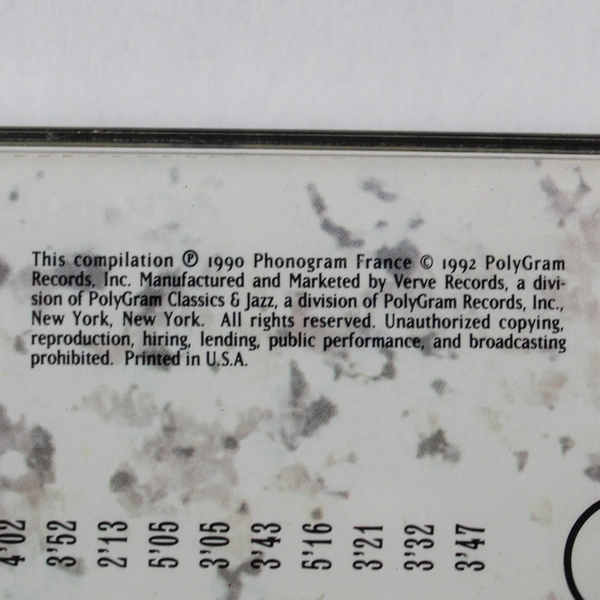 This compilation ℗ 1990 Phonogram France © 1992 PolyGram
Records, Inc. Manufactured and Marketed by Verve Records, a divi-
sion of PolyGram Classics & Jazz, a division of PolyGram Records, Inc.,
New York, New York. All rights reserved. Unauthorized copying,
reproduction, hiring, lending, public performance, and broadcasting
prohibited. Printed in U.S.A.
4'02
3'52
2'13
5'05
3'05
3'43
5'16
3'21
3'32
3'47